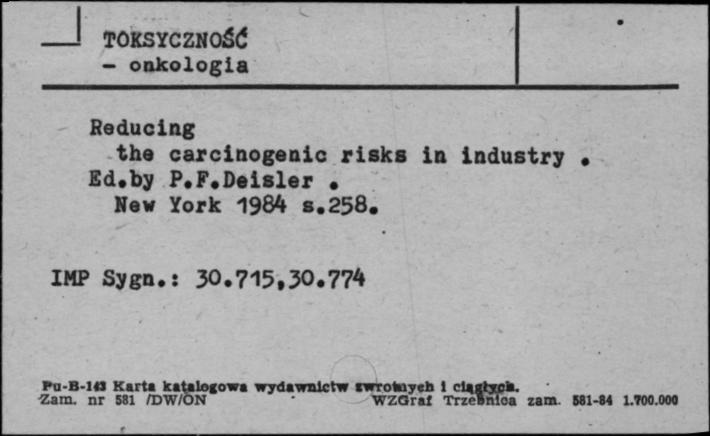 TOKSYCZNOŚĆ
- onkologia
Reducing
the carcinogenic risks in industry .
Ed.by P.F.Deisler .
New York 1984 s.258.
IMP Sygn.: 30.715,30.774
Pu-B-143 Karta katalogowa wydawnictw zwrotnych i ciągłych.
Zam. nr 581 /DW/ON WZGraf Trzebnica zam. 581-84 1.700.000